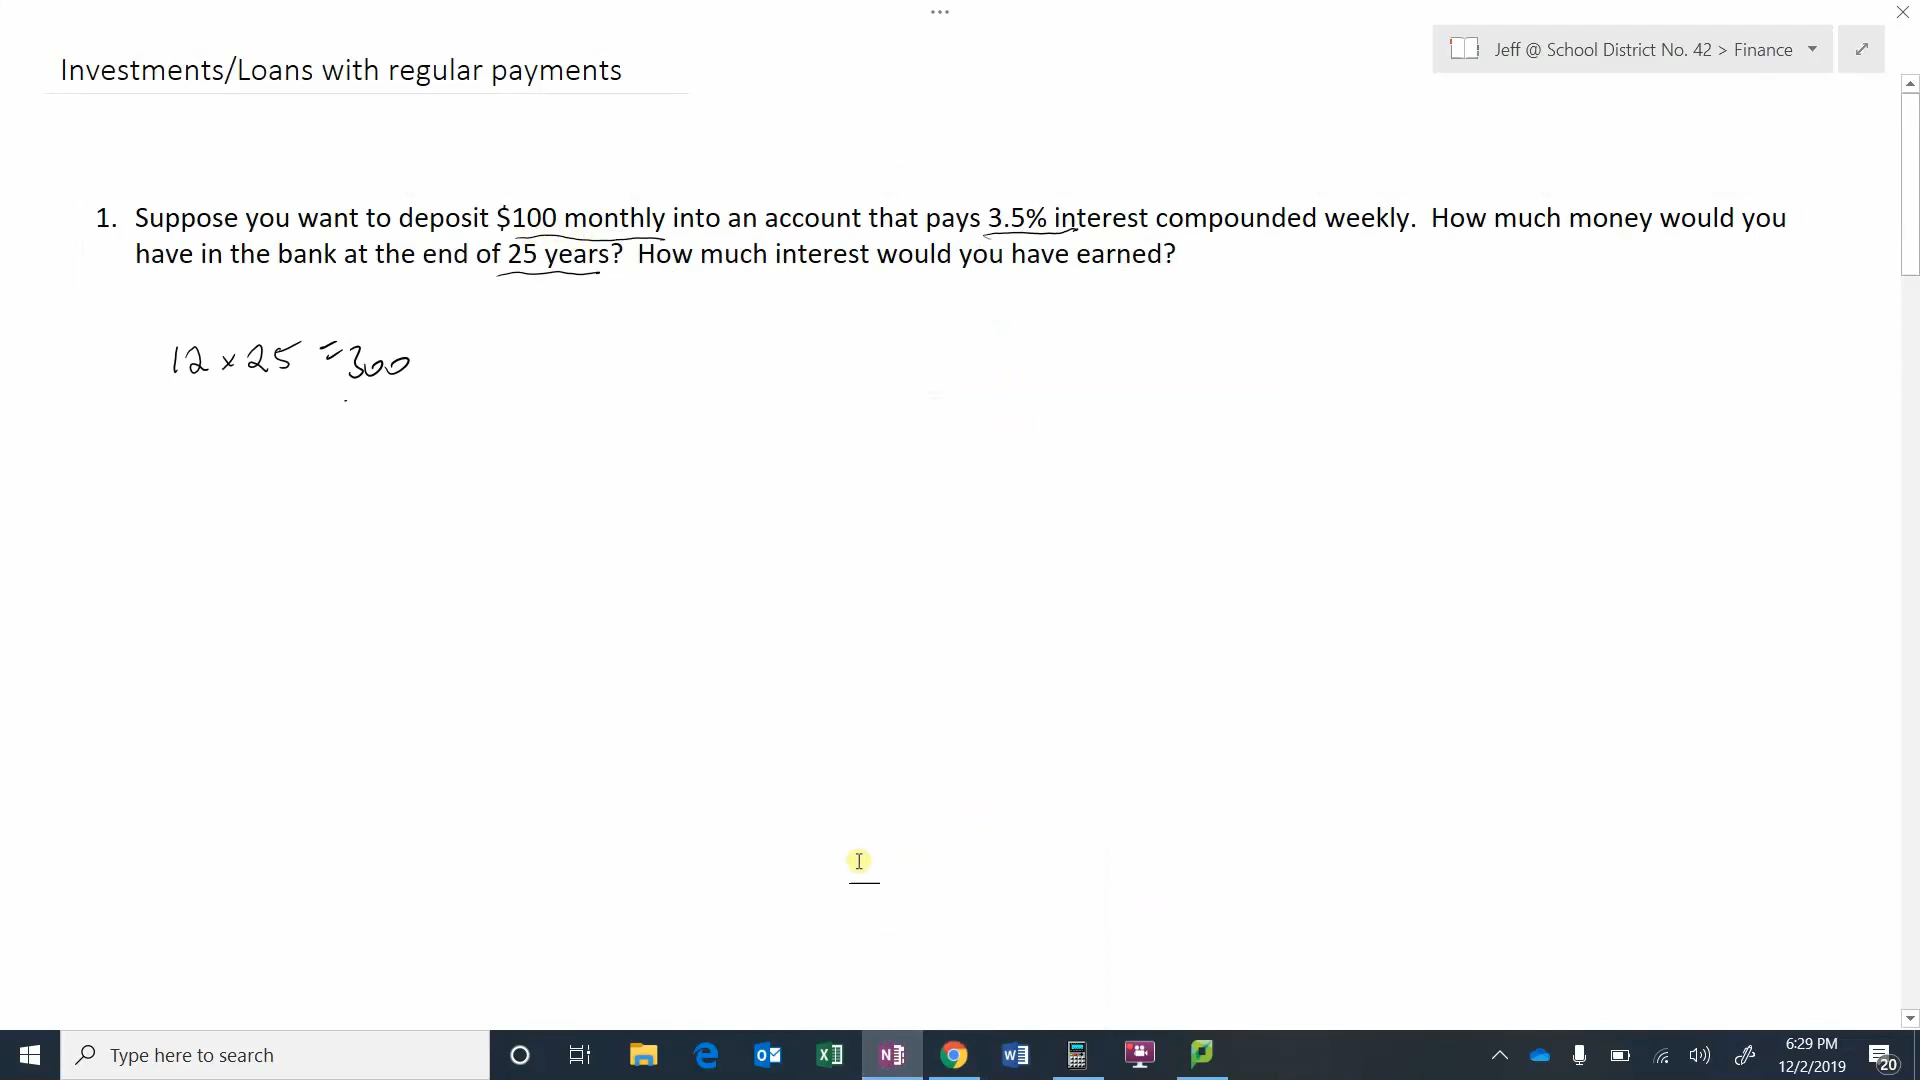 ...
Jeff @ School District No. 42 > Finance
Investments/Loans with regular payments
1. Suppose you want to deposit $100 monthly into an account that pays 3.5% interest compounded weekly. How much money would you
have in the bank at the end of 25 years? How much interest would you have earned?
12 × 25 = 300
Type here to search
6:29 PM
12/2/2019
20